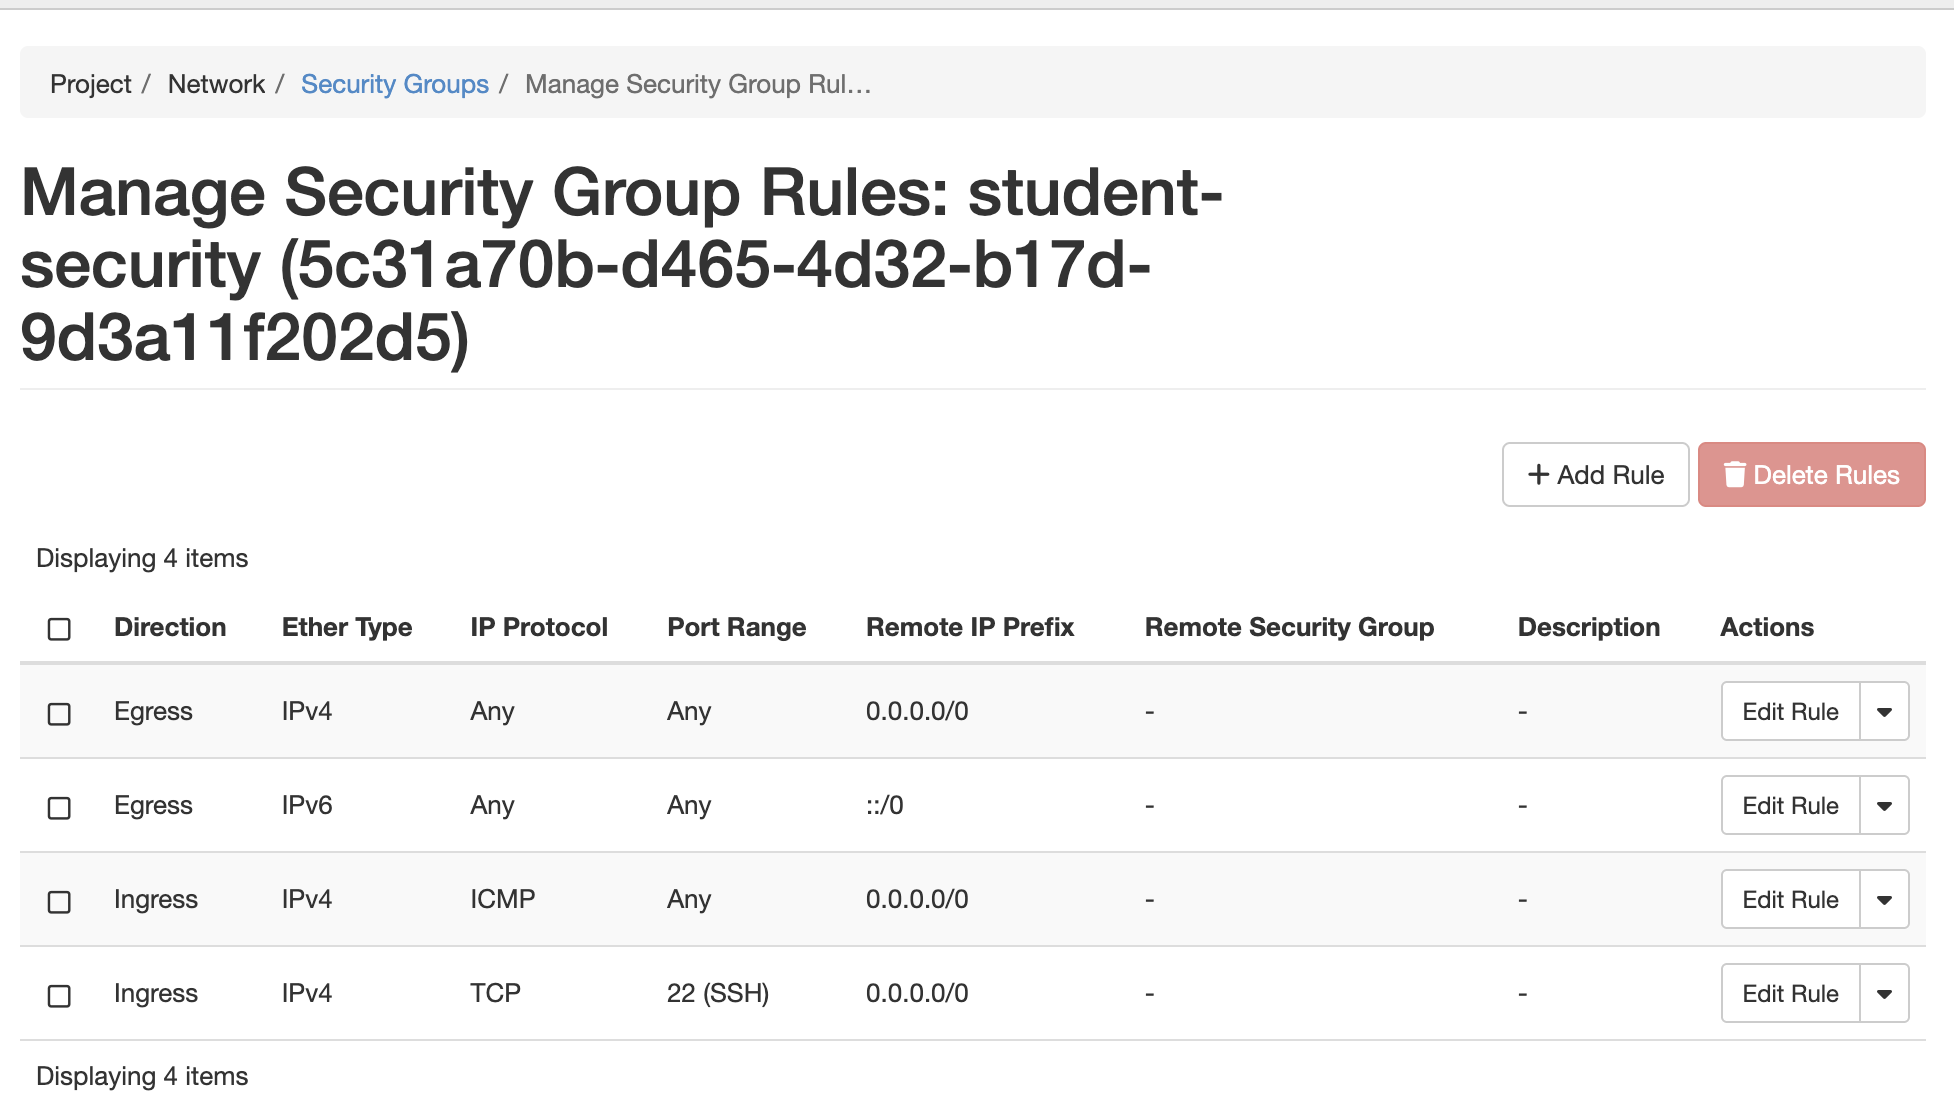 Project / Network / Security Groups / Manage Security Group Rul...
Manage Security Group Rules: student-
security (5c31a70b-d465-4d32-b17d-
9d3a11f202d5)
+ Add Rule Delete Rules
Displaying 4 items
Direction Ether Type IP Protocol Port Range Remote IP Prefix Remote Security Group Description Actions
Egress IPv4 Any Any 0.0.0.0/0 - - Edit Rule
Egress IPv6 Any Any ::/0 - - Edit Rule
Ingress IPv4 ICMP Any 0.0.0.0/0 - - Edit Rule
Ingress IPv4 TCP 22 (SSH) 0.0.0.0/0 - - Edit Rule
Displaying 4 items